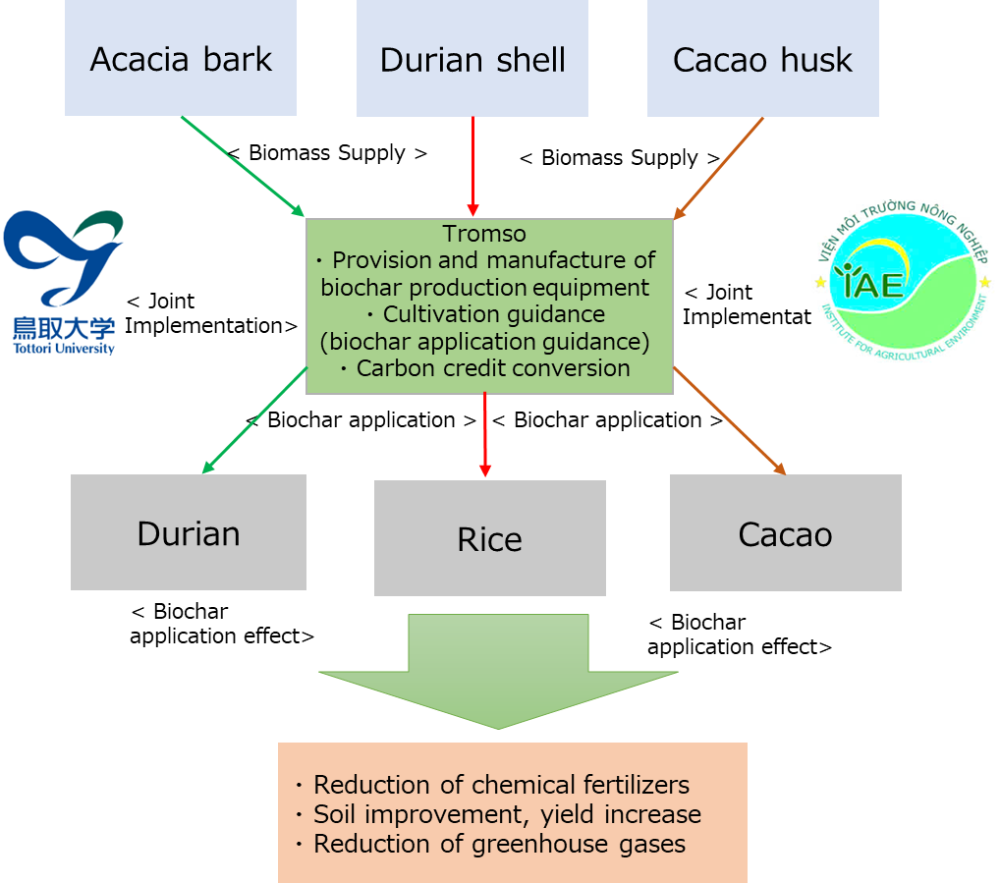 Acacia bark
Durian shell
Cacao husk
< Biomass Supply >
< Biomass Supply >
鳥取大学
Tottori University
< Joint
Implementation>
Tromso
・Provision and manufacture of
biochar production equipment
・Cultivation guidance
(biochar application guidance)
・Carbon credit conversion
< Joint
Implementat
VIỆN MÔI TRƯỜNG NÔNG NGHIỆP
IAE
INSTITUTE FOR AGRICULTURAL ENVIRONMENT
< Biochar application >
< Biochar application >
Durian
Rice
Cacao
< Biochar
application effect>
< Biochar
application effect>
・Reduction of chemical fertilizers
・Soil improvement, yield increase
・Reduction of greenhouse gases